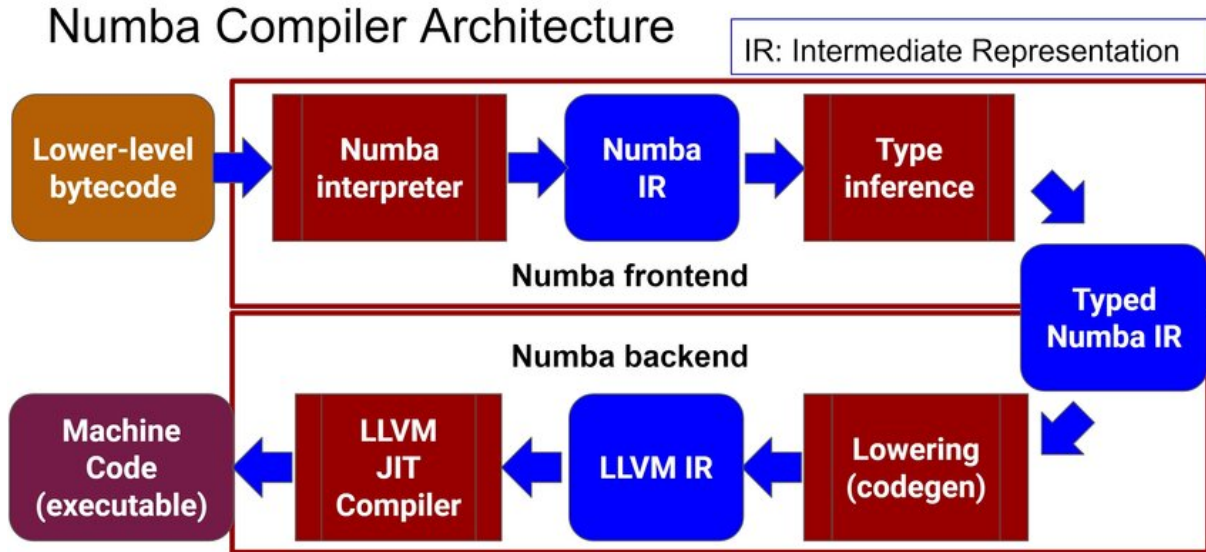 Numba Compiler Architecture
IR: Intermediate Representation
Lower-level
bytecode
Numba
interpreter
Numba
IR
Type
inference
Numba frontend
Typed
Numba IR
Numba backend
Lowering
(codegen)
LLVM IR
LLVM
JIT
Compiler
Machine
Code
(executable)